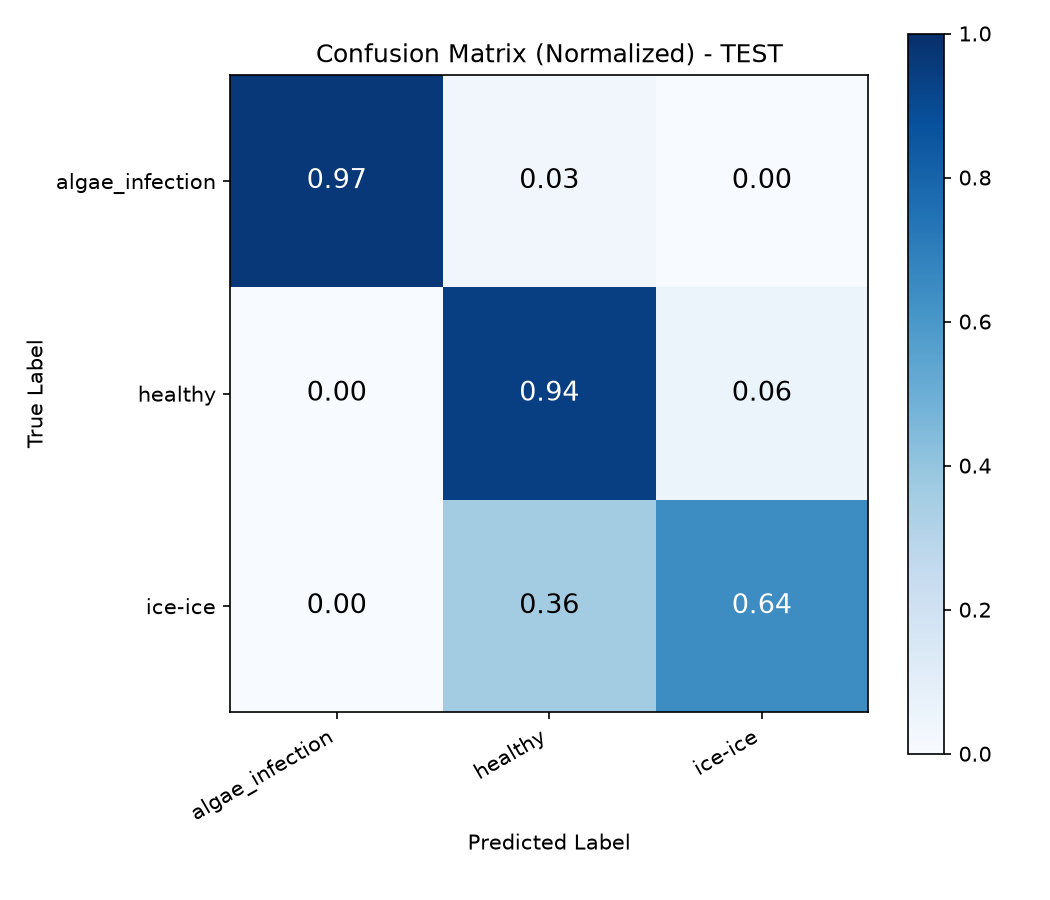 Confusion Matrix (Normalized) - TEST
True Label
algae_infection
0.97
0.03
0.00
healthy
0.00
0.94
0.06
ice-ice
0.00
0.36
0.64
algae_infection
healthy
ice-ice
Predicted Label
1.0
0.8
0.6
0.4
0.2
0.0